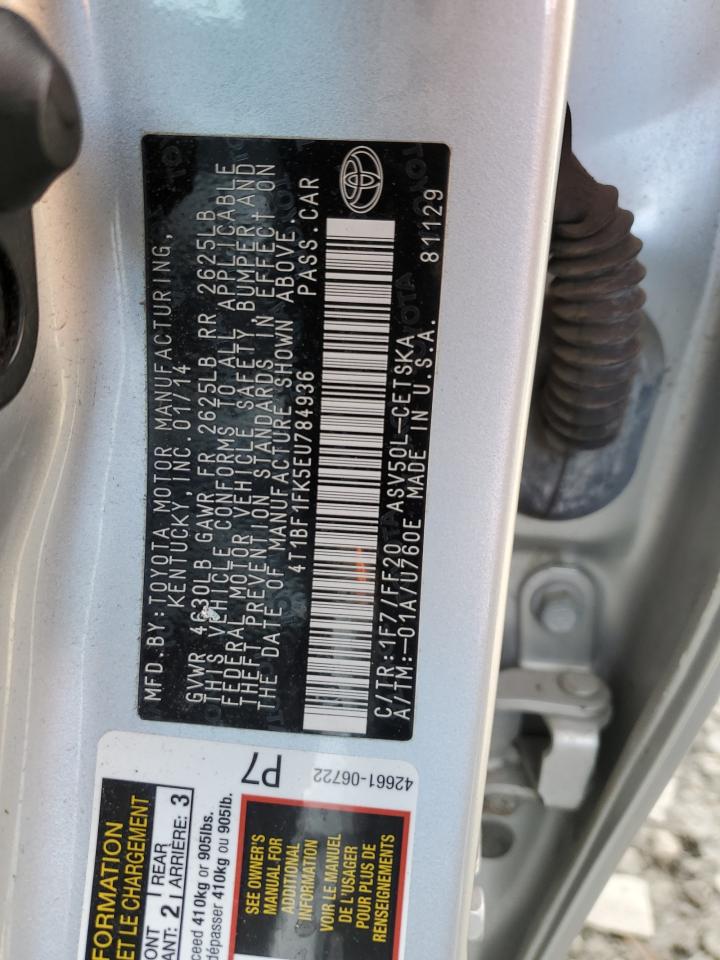 MFD.BY:TOYOTA MOTOR MANUFACTURING,
KENTUCKY,INC.01/14
GVWR 4630LB GAWR FR 2625LB RR 2625LB
THIS VEHICLE CONFORMS TO ALL APPLICABLE
FEDERAL MOTOR VEHICLE SAFETY, BUMPER, AND
THEFT PREVENTION STANDARDS IN EFFECT ON
THE DATE OF MANUFACTURE SHOWN ABOVE.
4T1BF1FK5EU784936 PASS.CAR
C/TR:1F7/FF20 ASV50L-CETSKA
A/TM:-01A/U760E MADE IN U.S.A. 81129
FORMATION
ET LE CHARGEMENT
ONT
ANT: 2
REAR
ARRIÈRE: 3
ceed 410kg or 905lbs.
dépasser 410kg ou 905lb.
P7
SEE OWNER'S
MANUAL FOR
ADDITIONAL
INFORMATION
VOIR LE MANUEL
DE L'USAGER
POUR PLUS DE
RENSEIGNEMENTS
42661-06722